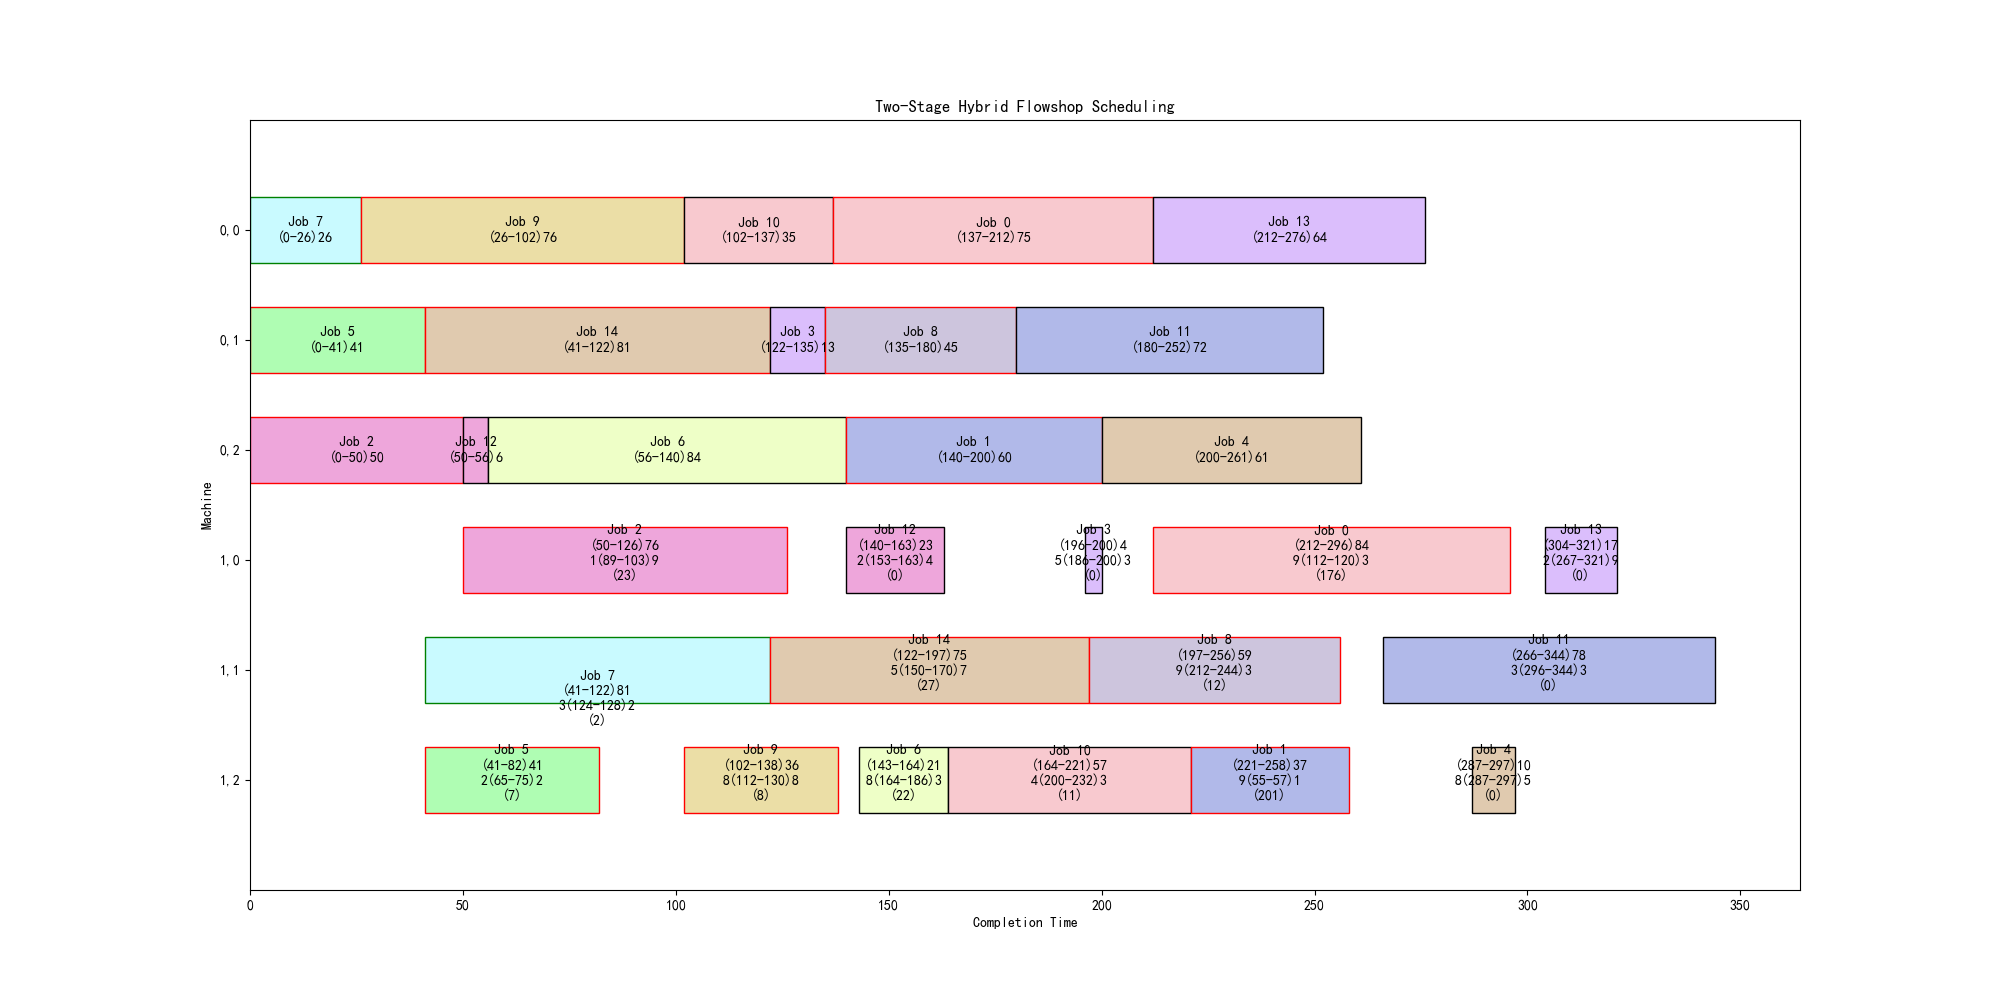 Two-Stage Hybrid Flowshop Scheduling
0,0
Job 7
(0-26)26
Job 9
(26-102)76
Job 10
(102-137)35
Job 0
(137-212)75
Job 13
(212-276)64
0,1
Job 5
(0-41)41
Job 14
(41-122)81
Job 3
(122-135)13
Job 8
(135-180)45
Job 11
(180-252)72
0,2
Job 2
(0-50)50
Job 12
(50-56)6
Job 6
(56-140)84
Job 1
(140-200)60
Job 4
(200-261)61
Machine
1,0
Job 2
(50-126)76
1(89-103)9
(23)
Job 12
(140-163)23
2(153-163)4
(0)
Job 3
(196-200)4
5(186-200)3
(0)
Job 0
(212-296)84
9(112-120)3
(176)
Job 13
(304-321)17
2(267-321)9
(0)
1,1
Job 7
(41-122)81
3(124-128)2
(2)
Job 14
(122-197)75
5(150-170)7
(27)
Job 8
(197-256)59
9(212-244)3
(12)
Job 11
(266-344)78
3(296-344)3
(0)
1,2
Job 5
(41-82)41
2(65-75)2
(7)
Job 9
(102-138)36
8(112-130)8
(8)
Job 6
(143-164)21
8(164-186)3
(22)
Job 10
(164-221)57
4(200-232)3
(11)
Job 1
(221-258)37
9(55-57)1
(201)
Job 4
(287-297)10
8(287-297)5
(0)
0
50
100
150
200
250
300
350
Completion Time